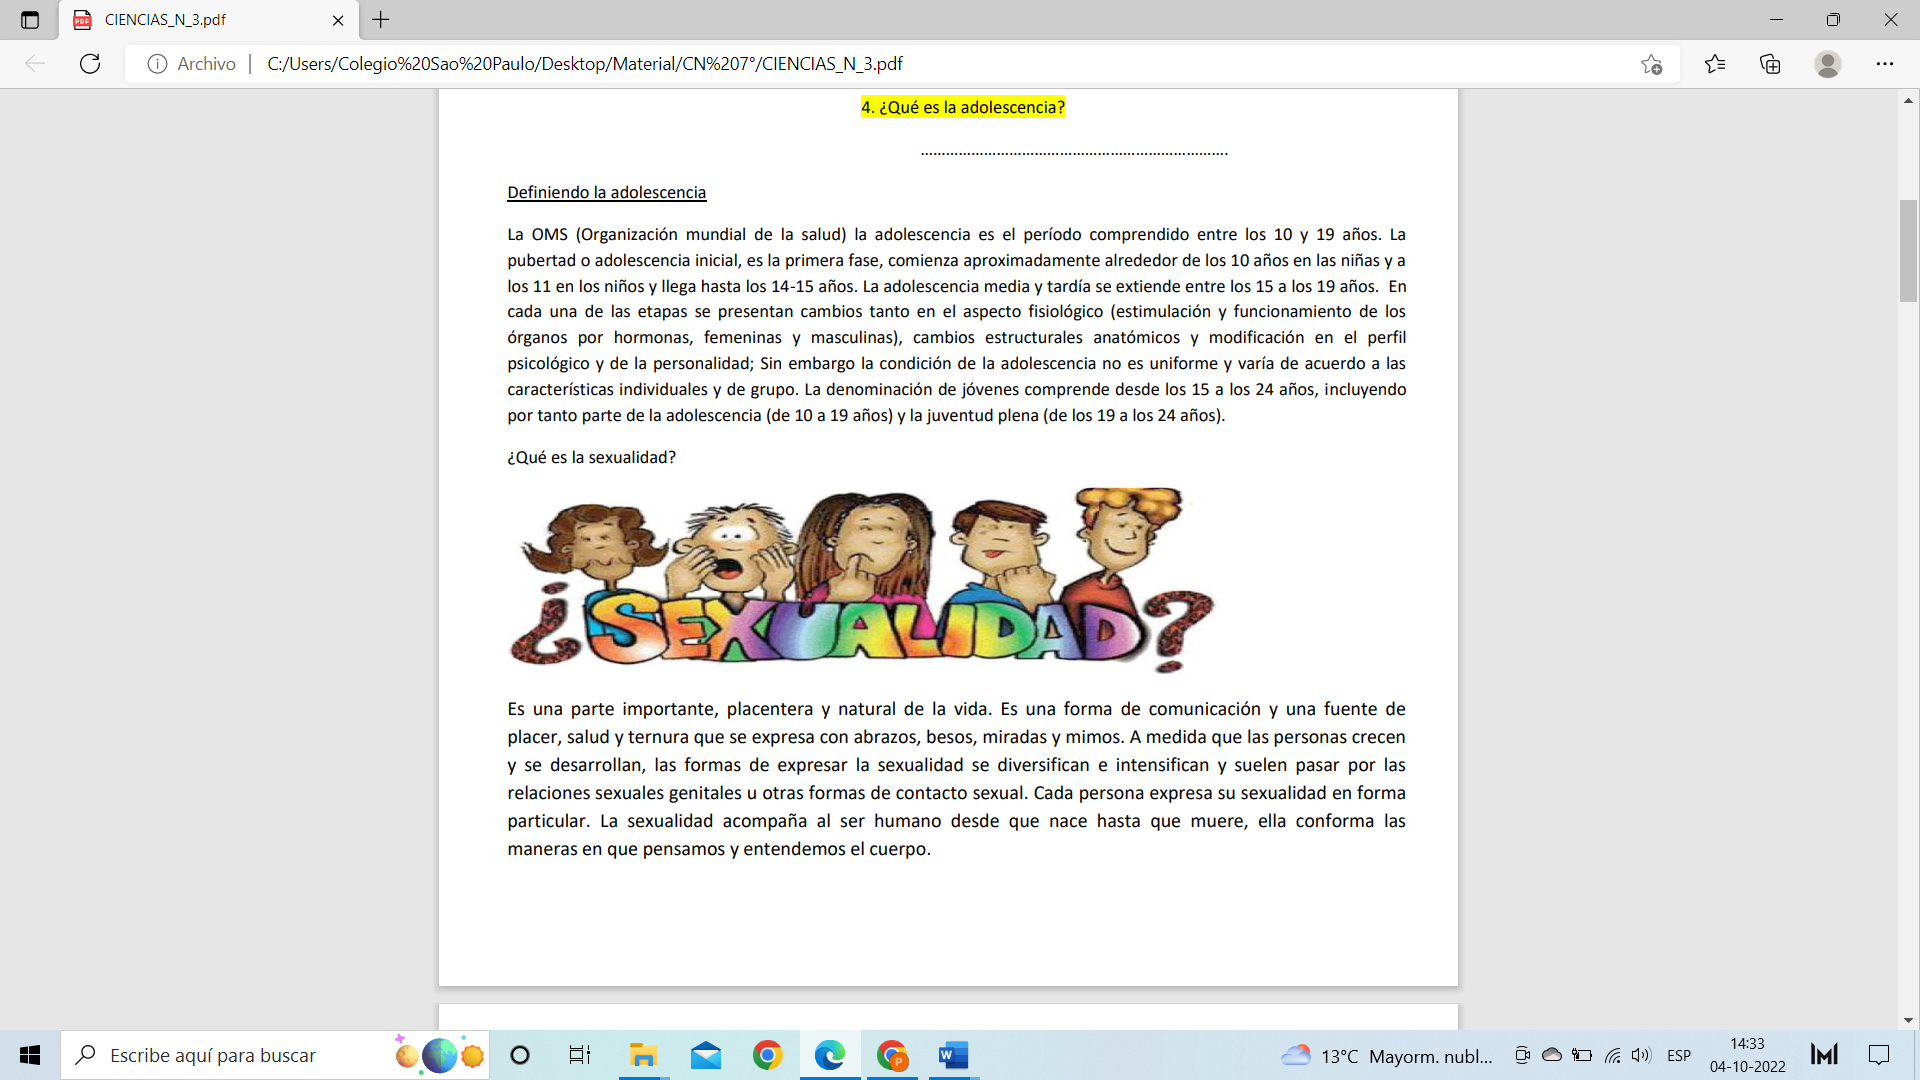 CIENCIAS_N_3.pdf
Archivo
C:/Users/Colegio%20Sao%20Paulo/Desktop/Material/CN%207°/CIENCIAS_N_3.pdf
4. ¿Qué es la adolescencia?
……………………………………………………………….
Definiendo la adolescencia
La OMS (Organización mundial de la salud) la adolescencia es el período comprendido entre los 10 y 19 años. La
pubertad o adolescencia inicial, es la primera fase, comienza aproximadamente alrededor de los 10 años en las niñas y a
los 11 en los niños y llega hasta los 14-15 años. La adolescencia media y tardía se extiende entre los 15 a los 19 años. En
cada una de las etapas se presentan cambios tanto en el aspecto fisiológico (estimulación y funcionamiento de los
órganos por hormonas, femeninas y masculinas), cambios estructurales anatómicos y modificación en el perfil
psicológico y de la personalidad; Sin embargo la condición de la adolescencia no es uniforme y varía de acuerdo a las
características individuales y de grupo. La denominación de jóvenes comprende desde los 15 a los 24 años, incluyendo
por tanto parte de la adolescencia (de 10 a 19 años) y la juventud plena (de los 19 a los 24 años).
¿Qué es la sexualidad?
¿SEXUALIDAD?
Es una parte importante, placentera y natural de la vida. Es una forma de comunicación y una fuente de
placer, salud y ternura que se expresa con abrazos, besos, miradas y mimos. A medida que las personas crecen
y se desarrollan, las formas de expresar la sexualidad se diversifican e intensifican y suelen pasar por las
relaciones sexuales genitales u otras formas de contacto sexual. Cada persona expresa su sexualidad en forma
particular. La sexualidad acompaña al ser humano desde que nace hasta que muere, ella conforma las
maneras en que pensamos y entendemos el cuerpo.
Escribe aquí para buscar
13°C Mayorm. nubl...
ESP
14:33
04-10-2022